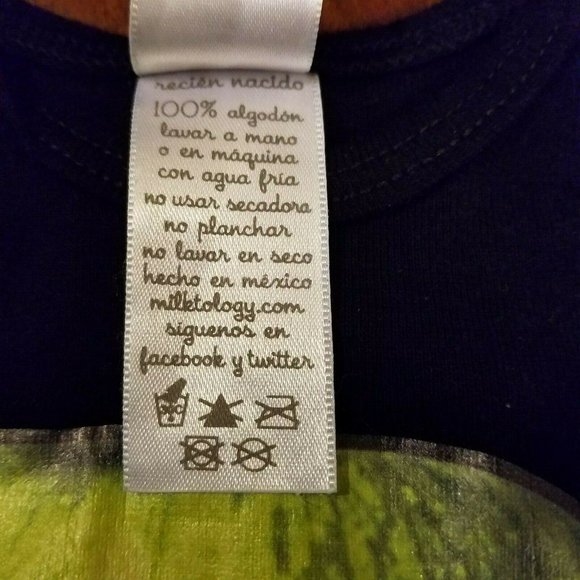 recién nacido
100% algodón
lavar a mano
o en máquina
con agua fría
no usar secadora
no planchar
no lavar en seco
hecho en méxico
milktology.com
síguenos en
facebook y twitter